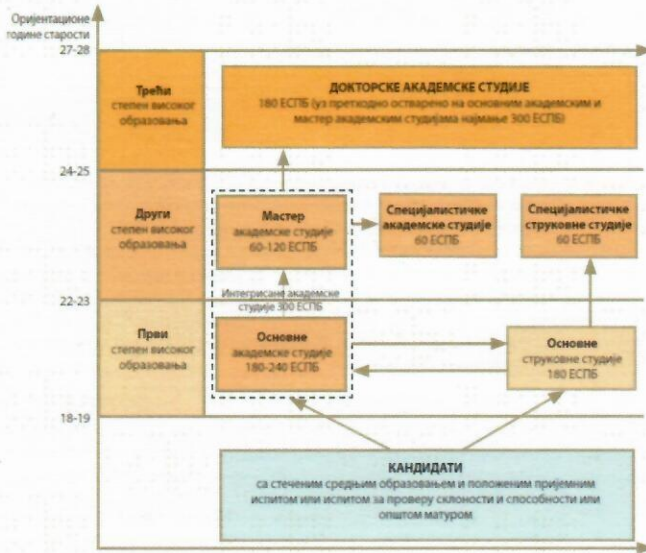 Оријентационе
године старости
27-28
Трећи
степен високог
образовања
ДОКТОРСКЕ АКАДЕМСКЕ СТУДИЈЕ
180 ЕСПБ (уз претходно остварено на основним академским и
мастер академским студијама најмање 300 ЕСПБ)
24-25
Други
степен високог
образовања
Мастер
академске студије
60-120 ЕСПБ
Специјалистичке
академске студије
60 ЕСПБ
Специјалистичке
струковне студије
60 ЕСПБ
Интегрисане академске
студије 300 ЕСПБ
22-23
Први
степен високог
образовања
Основне
академске студије
180-240 ЕСПБ
Основне
струковне студије
180 ЕСПБ
18-19
КАНДИДАТИ
са стеченим средњим образовањем и положеним пријемним
испитом или испитом за проверу склоности и способности или
општом матуром